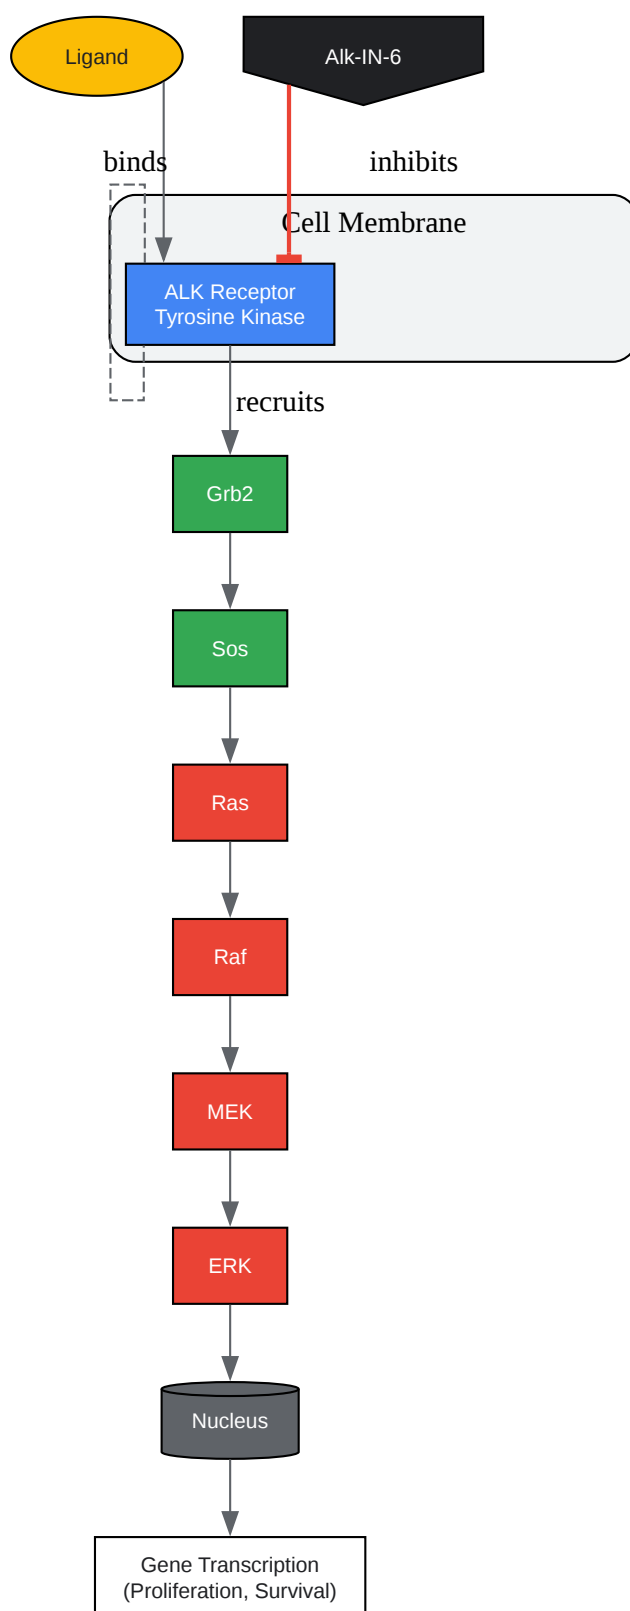 Ligand
Alk-IN-6
binds
inhibits
Cell Membrane
ALK Receptor
Tyrosine Kinase
recruits
Grb2
Sos
Ras
Raf
MEK
ERK
Nucleus
Gene Transcription
(Proliferation, Survival)